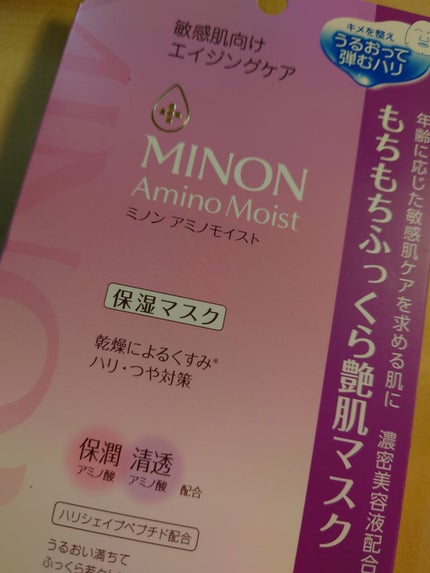 敏感肌向け
エイジングケア
キメを整え
うるおって
弾むハリ
MINON
Amino Moist
ミノン アミノモイスト
保湿マスク
乾燥によるくすみ※
ハリ・つや対策
保潤 清透
アミノ酸 アミノ酸 配合
ハリシェイプペプチド配合
うるおい満ちて
年齢に応じた敏感肌ケアを求める肌に
もちもちふっくら艶肌マスク
濃密美容液配合